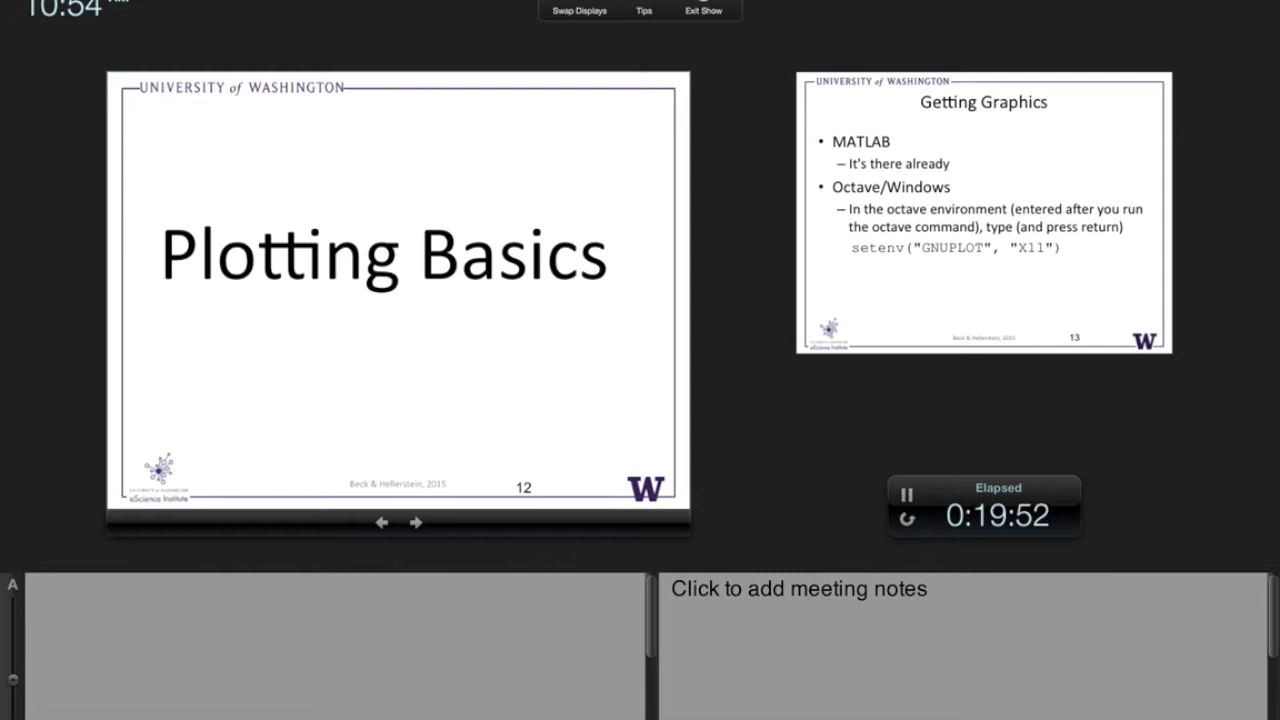 10:54
Swap Displays
Tips
Exit Show
UNIVERSITY of WASHINGTON
Plotting Basics
UNIVERSITY of WASHINGTON
eScience Institute
Beck & Hellerstein, 2015
12
W
UNIVERSITY of WASHINGTON
Getting Graphics
• MATLAB
– It's there already
• Octave/Windows
– In the octave environment (entered after you run
the octave command), type (and press return)
setenv("GNUPLOT", "X11")
eScience Institute
Beck & Hellerstein, 2015
13
W
Elapsed
0:19:52
A
Click to add meeting notes